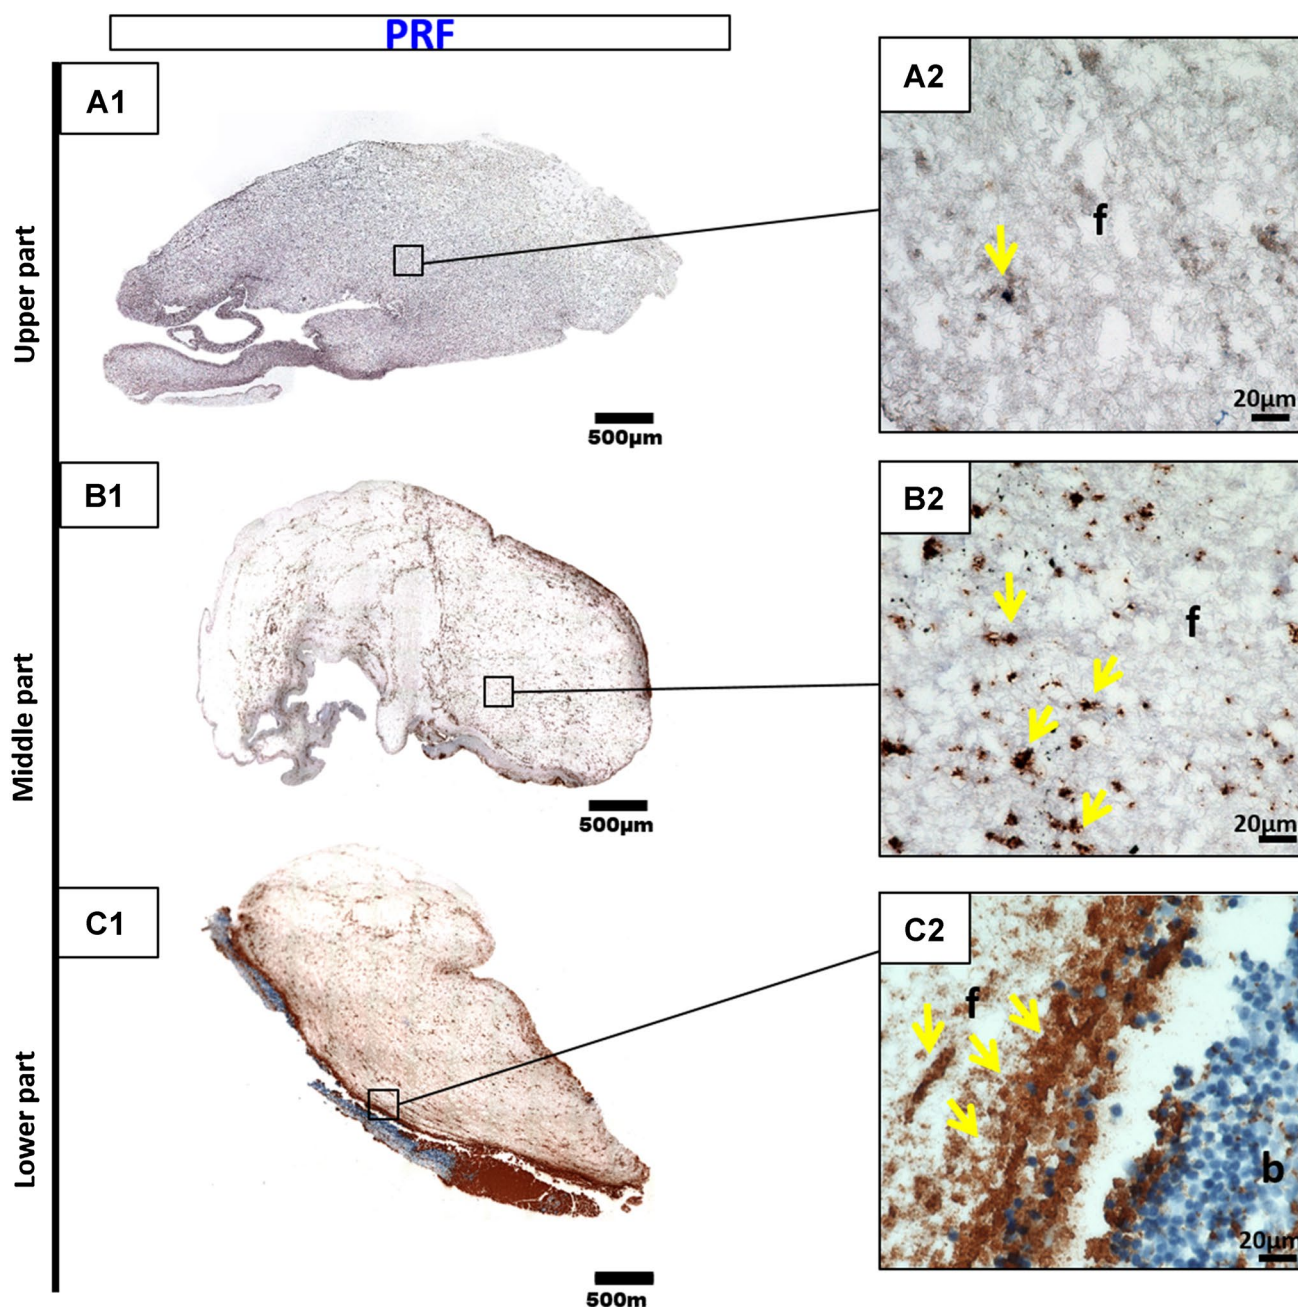 PRF
A1
A2
Upper part
f
20μm
500μm
B1
B2
Middle part
f
20μm
500μm
C1
C2
Lower part
f
b
20μm
500m